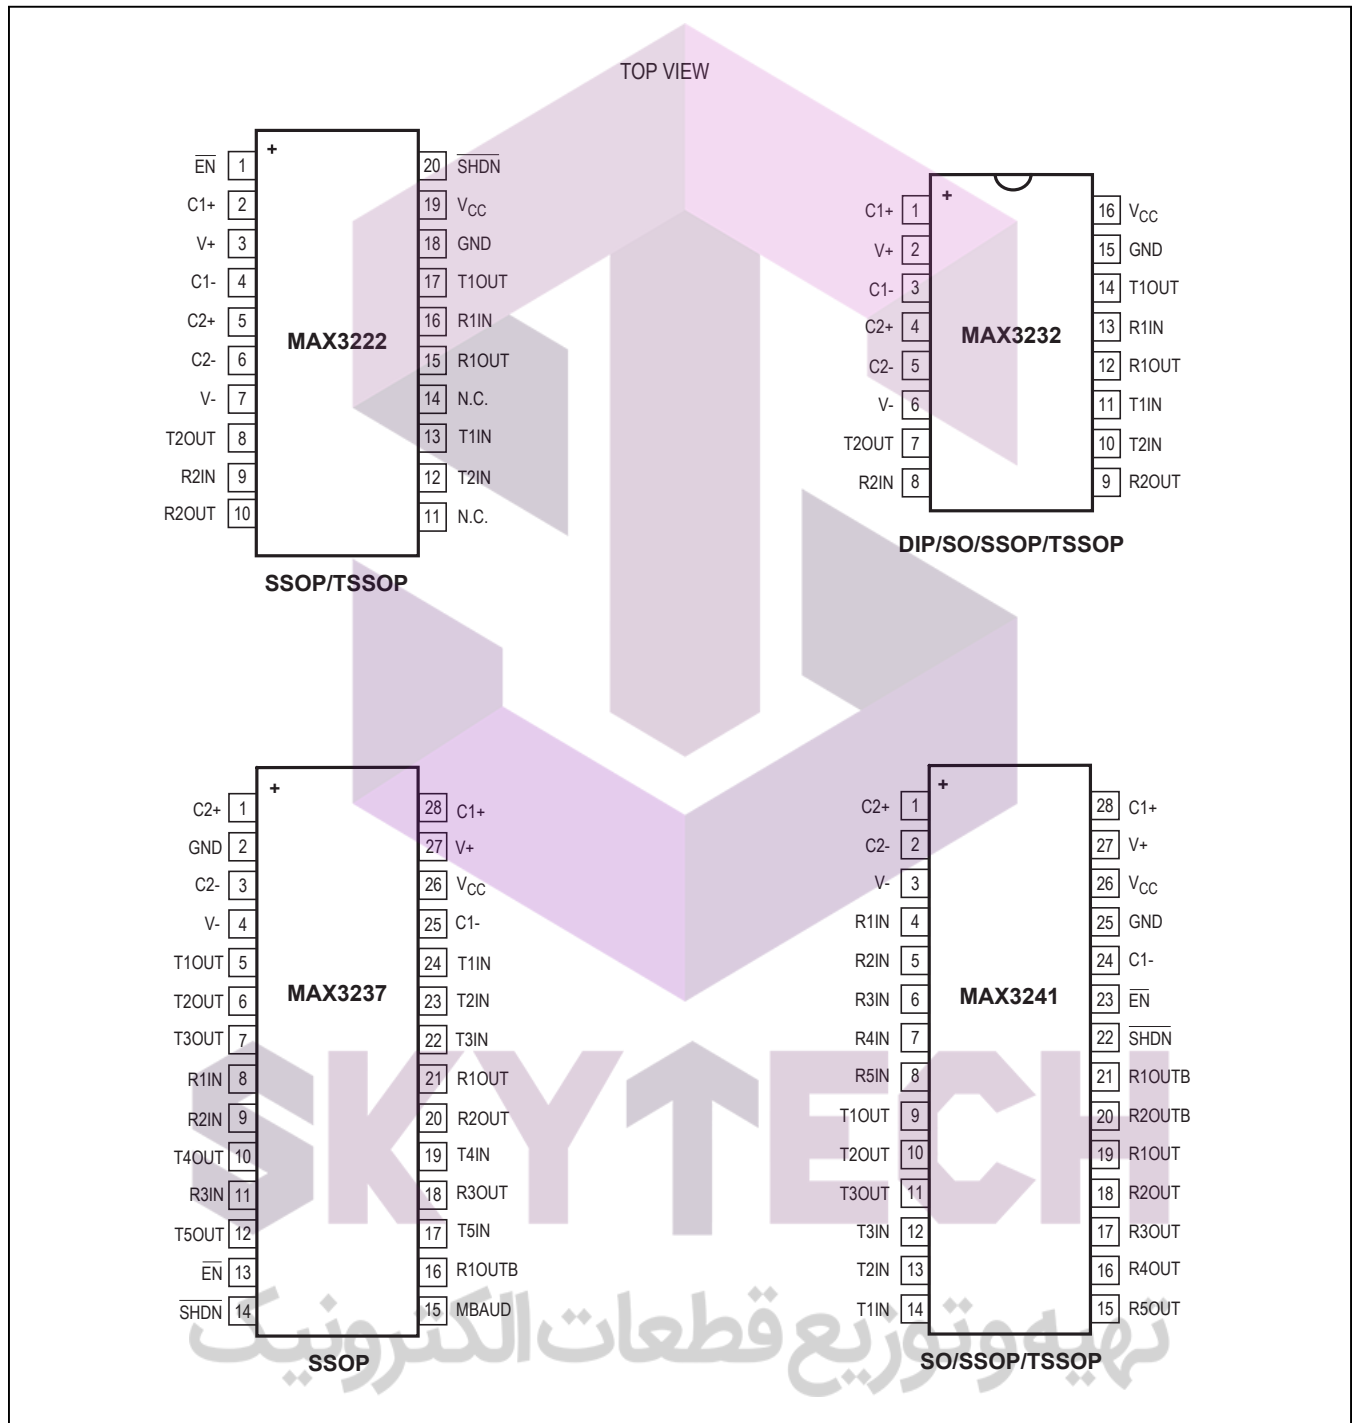 TOP VIEW
+
E̅N̅ 1
C1+ 2
V+ 3
C1- 4
C2+ 5
C2- 6
V- 7
T2OUT 8
R2IN 9
R2OUT 10
MAX3222
20 S̅H̅D̅N̅
19 VCC
18 GND
17 T1OUT
16 R1IN
15 R1OUT
14 N.C.
13 T1IN
12 T2IN
11 N.C.
SSOP/TSSOP
+
C1+ 1
V+ 2
C1- 3
C2+ 4
C2- 5
V- 6
T2OUT 7
R2IN 8
MAX3232
16 VCC
15 GND
14 T1OUT
13 R1IN
12 R1OUT
11 T1IN
10 T2IN
9 R2OUT
DIP/SO/SSOP/TSSOP
+
C2+ 1
GND 2
C2- 3
V- 4
T1OUT 5
T2OUT 6
T3OUT 7
R1IN 8
R2IN 9
T4OUT 10
R3IN 11
T5OUT 12
E̅N̅ 13
S̅H̅D̅N̅ 14
MAX3237
28 C1+
27 V+
26 VCC
25 C1-
24 T1IN
23 T2IN
22 T3IN
21 R1OUT
20 R2OUT
19 T4IN
18 R3OUT
17 T5IN
16 R1OUTB
15 MBAUD
SSOP
+
C2+ 1
C2- 2
V- 3
R1IN 4
R2IN 5
R3IN 6
R4IN 7
R5IN 8
T1OUT 9
T2OUT 10
T3OUT 11
T3IN 12
T2IN 13
T1IN 14
MAX3241
28 C1+
27 V+
26 VCC
25 GND
24 C1-
23 E̅N̅
22 S̅H̅D̅N̅
21 R1OUTB
20 R2OUTB
19 R1OUT
18 R2OUT
17 R3OUT
16 R4OUT
15 R5OUT
SO/SSOP/TSSOP
SKYTECH
تهیه و توزیع قطعات الکترونیک